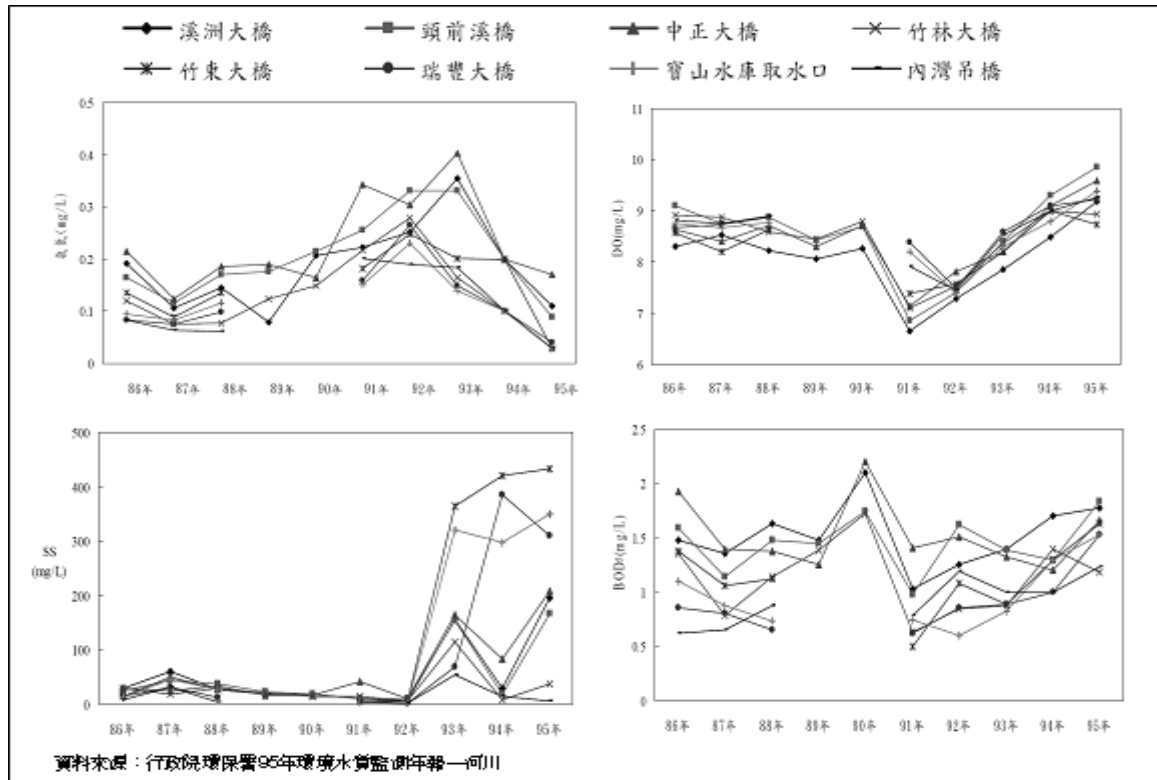 溪洲大橋 頭前溪橋 中正大橋 竹林大橋
竹東大橋 瑞豐大橋 寶山水庫取水口 內灣吊橋
0.5
0.4
0.3
0.2
0.1
0
氨氮(mg/L)
86年 87年 88年 89年 90年 91年 92年 93年 94年 95年
11
10
9
8
7
6
DO(mg/L)
86年 87年 88年 89年 90年 91年 92年 93年 94年 95年
500
400
300
200
100
0
SS
(mg/L)
86年 87年 88年 89年 90年 91年 92年 93年 94年 95年
2.5
2
1.5
1
0.5
0
(mg/L)
86年 87年 88年 89年 90年 91年 92年 93年 94年 95年
資料來源：行政院環保署95年環境水質監測年報—河川